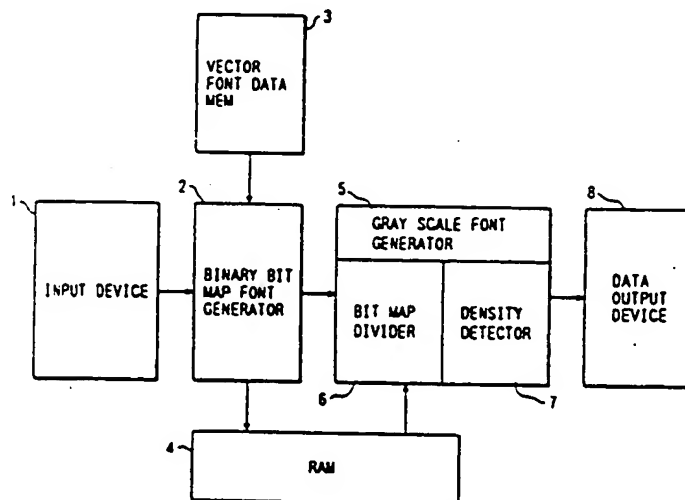 3
VECTOR
FONT DATA
MEM
1
INPUT DEVICE
2
BINARY BIT
MAP FONT
GENERATOR
5
GRAY SCALE FONT
GENERATOR
BIT MAP
DIVIDER
DENSITY
DETECTOR
6
7
8
DATA
OUTPUT
DEVICE
4
RAM